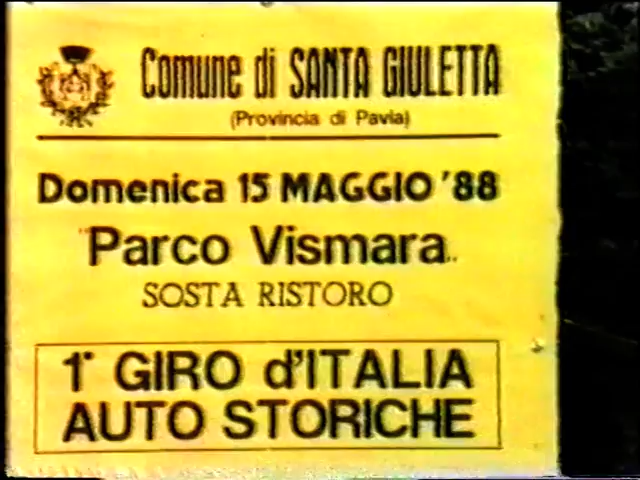 Comune di SANTA GIULETTA
(Provincia di Pavia)
Domenica 15 MAGGIO '88
"Parco Vismara"
SOSTA RISTORO
1° GIRO d'ITALIA
AUTO STORICHE